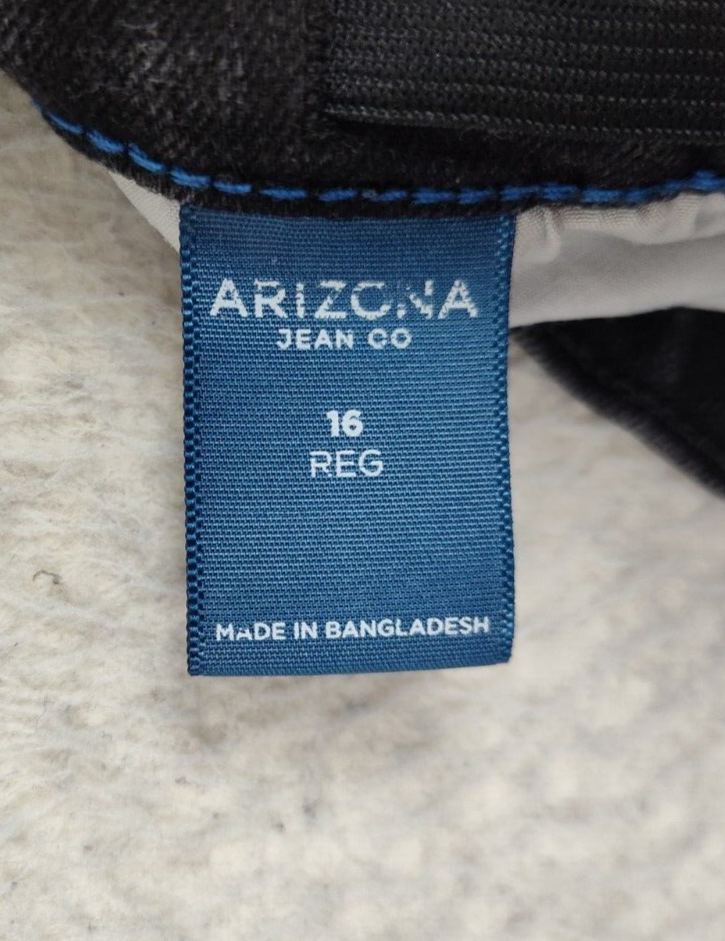 ARIZONA
JEAN CO
16
REG
MADE IN BANGLADESH